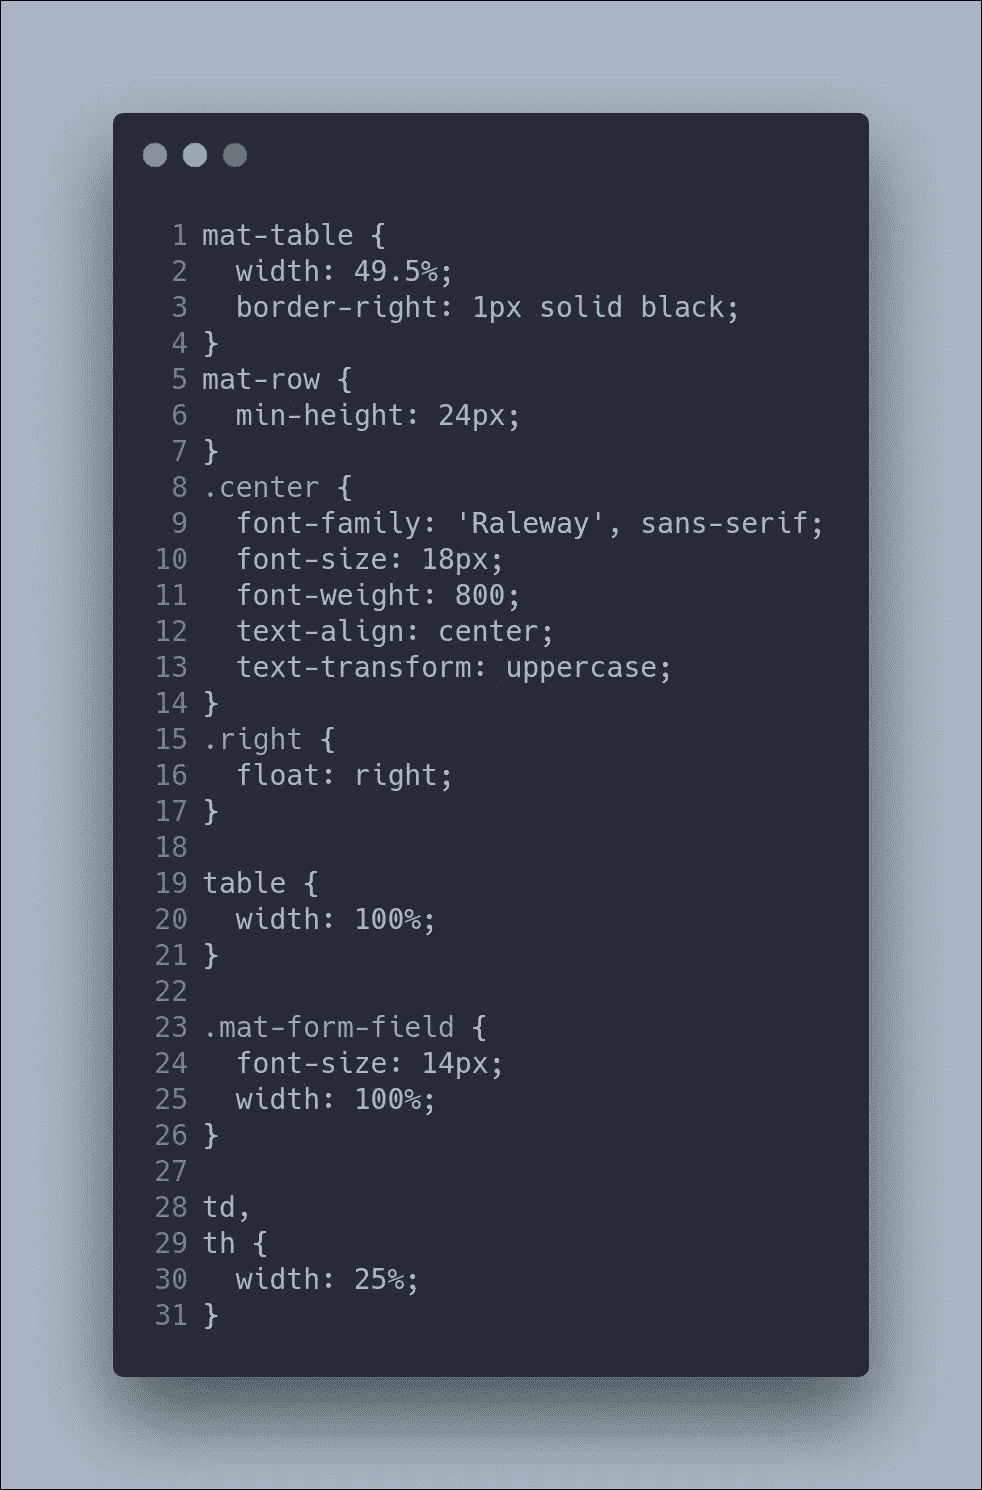 1 mat-table {
2   width: 49.5%;
3   border-right: 1px solid black;
4 }
5 mat-row {
6   min-height: 24px;
7 }
8 .center {
9   font-family: 'Raleway', sans-serif;
10   font-size: 18px;
11   font-weight: 800;
12   text-align: center;
13   text-transform: uppercase;
14 }
15 .right {
16   float: right;
17 }
18
19 table {
20   width: 100%;
21 }
22
23 .mat-form-field {
24   font-size: 14px;
25   width: 100%;
26 }
27
28 td,
29 th {
30   width: 25%;
31 }